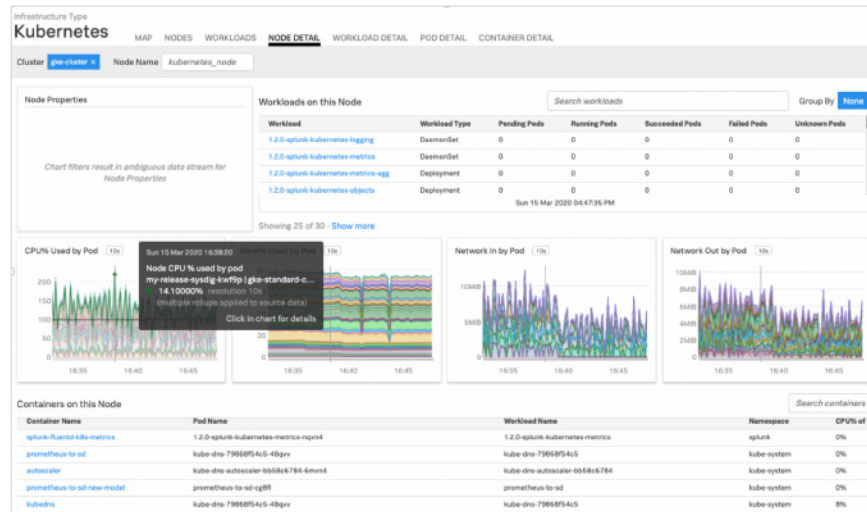 Infrastructure Type
Kubernetes
MAP NODES WORKLOADS NODE DETAIL WORKLOAD DETAIL POD DETAIL CONTAINER DETAIL
Cluster gke-cluster × Node Name kubernetes_node
Node Properties
Chart filters result in ambiguous data stream for
Node Properties
Workloads on this Node Search workloads Group By None
Workload Workload Type Pending Pods Running Pods Succeeded Pods Failed Pods Unknown Pods
1.2.0-splunk-kubernetes-logging DaemonSet 0 0 0 0 0
1.2.0-splunk-kubernetes-metrics DaemonSet 0 0 0 0 0
1.2.0-splunk-kubernetes-metrics-agg Deployment 0 0 0 0 0
1.2.0-splunk-kubernetes-objects Deployment 0 0 0 0 0
Sun 15 Mar 2020 04:47:35 PM
Showing 25 of 30 - Show more
CPU% Used by Pod 10s
200
150
100
50
0
16:35 16:40 16:45
Sun 15 Mar 2020 16:38:20
Node CPU % used by pod
my-release-sysdig-kwf9p | gke-standard-c...
14.10000% resolution 10s
(multiple rollups applied to source data)
Click in chart for details
Used by Pod 10s
20
0
16:35 16:40 16:45
Network In by Pod 10s
10MiB
5MiB
0
16:35 16:40 16:45
Network Out by Pod 10s
10MiB
8MiB
6MiB
4MiB
2MiB
0
16:35 16:40 16:45
Containers on this Node Search containers
Container Name Pod Name Workload Name Namespace CPU% of
splunk-fluentd-k8s-metrics 1.2.0-splunk-kubernetes-metrics-nqxn4 1.2.0-splunk-kubernetes-metrics splunk 0%
prometheus-to-sd kube-dns-79868f54c5-48qvv kube-dns-79868f54c5 kube-system 0%
autoscaler kube-dns-autoscaler-bb58c6784-6mxn4 kube-dns-autoscaler-bb58c6784 kube-system 0%
prometheus-to-sd-new-model prometheus-to-sd-cg8fl prometheus-to-sd kube-system 0%
kubedns kube-dns-79868f54c5-48qvv kube-dns-79868f54c5 kube-system 8%